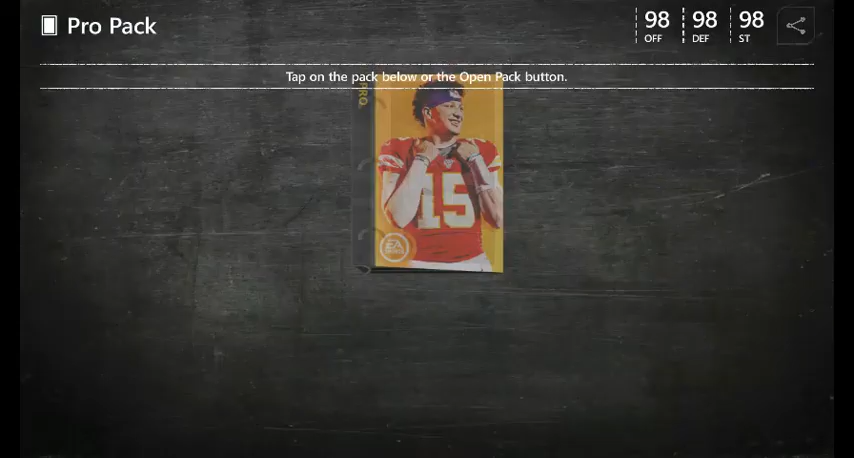 Pro Pack
98 98 98
OFF DEF ST
Tap on the pack below or the Open Pack button.
PRO
15
EA
SPORTS